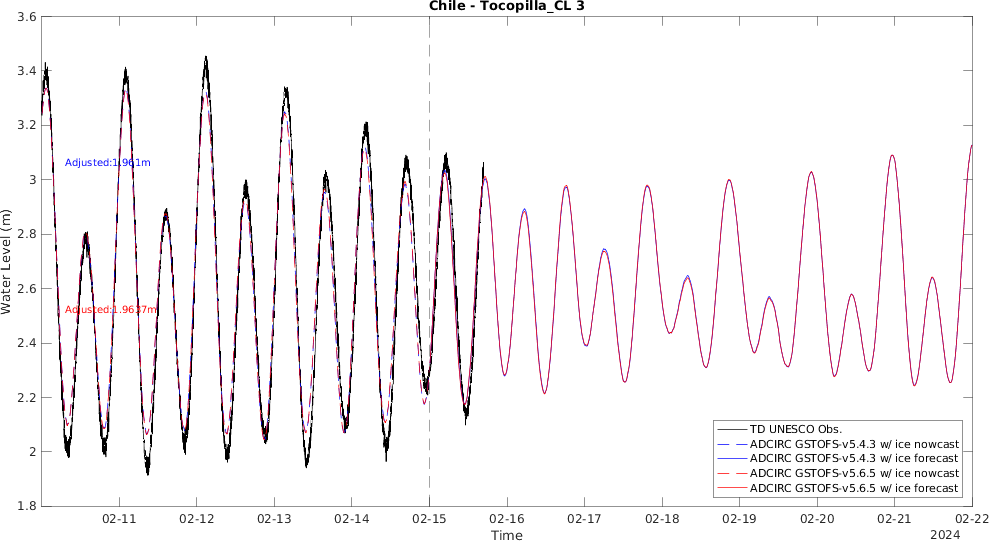 Chile - Tocopilla_CL 3
3.6
3.4
3.2
3
2.8
2.6
2.4
2.2
2
1.8
Water Level (m)
Adjusted:1.961m
Adjusted:1.9637m
TD UNESCO Obs.
ADCIRC GSTOFS-v5.4.3 w/ ice nowcast
ADCIRC GSTOFS-v5.4.3 w/ ice forecast
ADCIRC GSTOFS-v5.6.5 w/ ice nowcast
ADCIRC GSTOFS-v5.6.5 w/ ice forecast
02-11 02-12 02-13 02-14 02-15 02-16 02-17 02-18 02-19 02-20 02-21 02-22
Time
2024